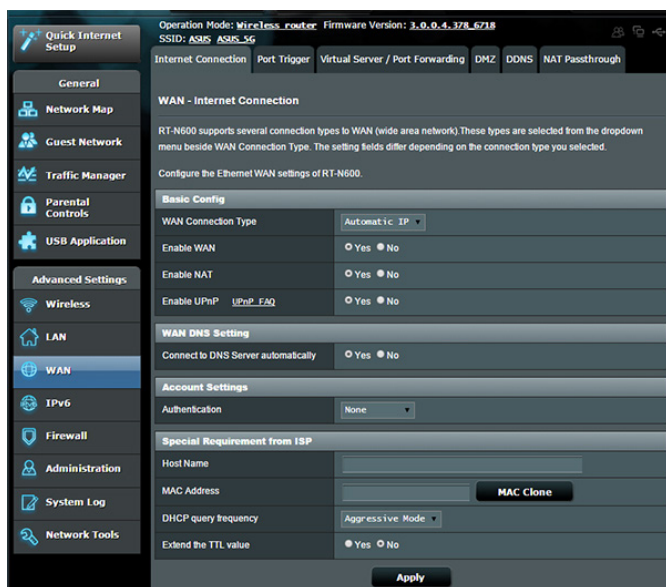 Quick Internet
Setup
General
Network Map
Guest Network
Traffic Manager
Parental
Controls
USB Application
Advanced Settings
Wireless
LAN
WAN
IPv6
Firewall
Administration
System Log
Network Tools
Operation Mode: Wireless router Firmware Version: 3.0.0.4.378_6718
SSID: ASUS ASUS_5G
Internet Connection Port Trigger Virtual Server / Port Forwarding DMZ DDNS NAT Passthrough
WAN - Internet Connection
RT-N600 supports several connection types to WAN (wide area network).These types are selected from the dropdown
menu beside WAN Connection Type. The setting fields differ depending on the connection type you selected.
Configure the Ethernet WAN settings of RT-N600.
Basic Config
WAN Connection Type Automatic IP
Enable WAN Yes No
Enable NAT Yes No
Enable UPnP UPnP FAQ Yes No
WAN DNS Setting
Connect to DNS Server automatically Yes No
Account Settings
Authentication None
Special Requirement from ISP
Host Name
MAC Address MAC Clone
DHCP query frequency Aggressive Mode
Extend the TTL value Yes No
Apply